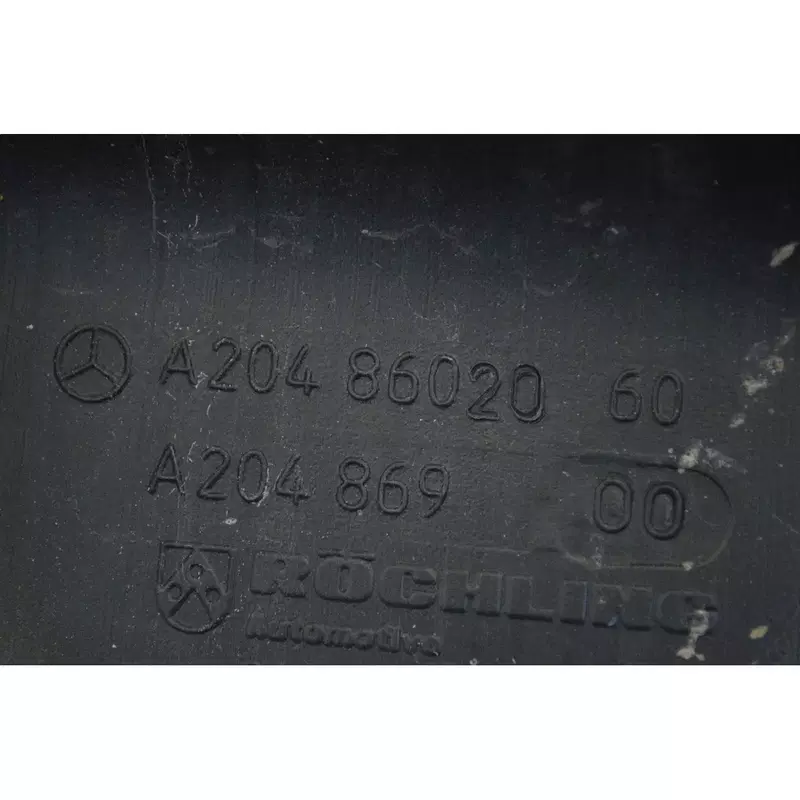 A204 86020 60
A204 869 00
RÖCHLING
Automotive